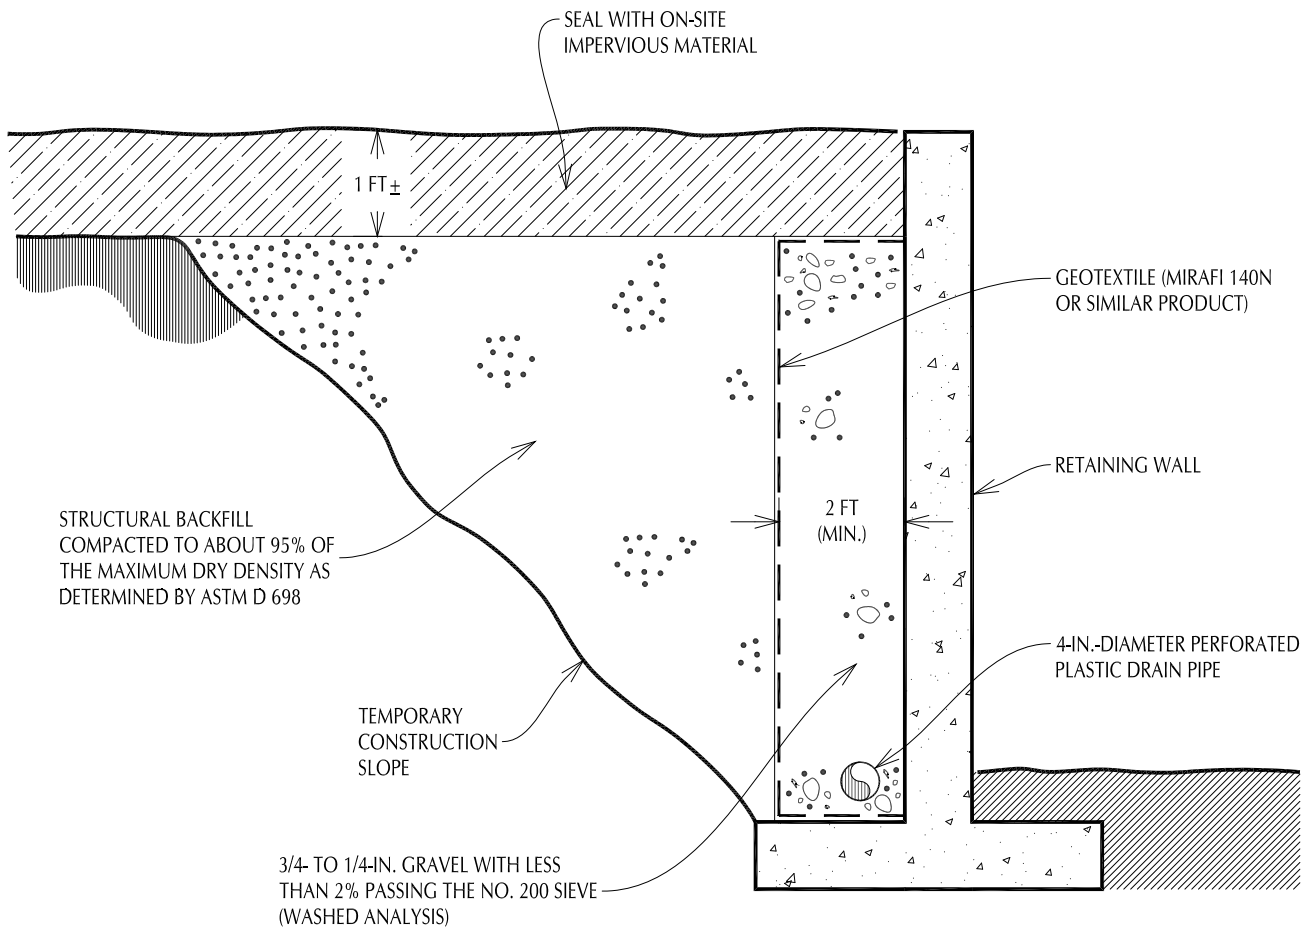 SEAL WITH ON-SITE
IMPERVIOUS MATERIAL
1 FT ±
GEOTEXTILE (MIRAFI 140N
OR SIMILAR PRODUCT)
RETAINING WALL
2 FT
(MIN.)
STRUCTURAL BACKFILL
COMPACTED TO ABOUT 95% OF
THE MAXIMUM DRY DENSITY AS
DETERMINED BY ASTM D 698
4-IN.-DIAMETER PERFORATED
PLASTIC DRAIN PIPE
TEMPORARY
CONSTRUCTION
SLOPE
3/4- TO 1/4-IN. GRAVEL WITH LESS
THAN 2% PASSING THE NO. 200 SIEVE
(WASHED ANALYSIS)